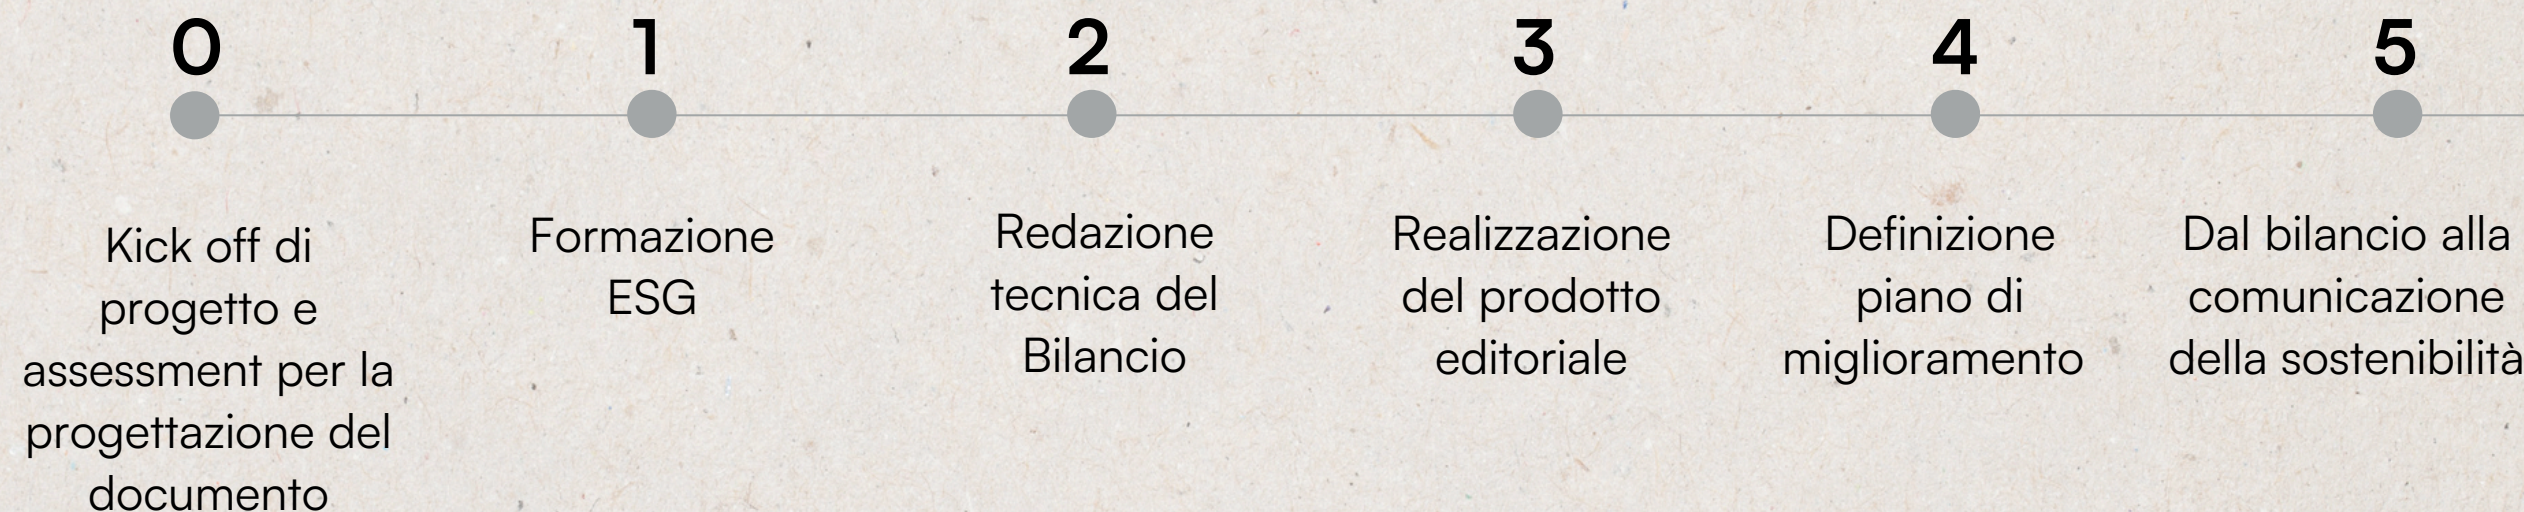 0
Kick off di
progetto e
assessment per la
progettazione del
documento
1
Formazione
ESG
2
Redazione
tecnica del
Bilancio
3
Realizzazione
del prodotto
editoriale
4
Definizione
piano di
miglioramento
5
Dal bilancio alla
comunicazione
della sostenibilità